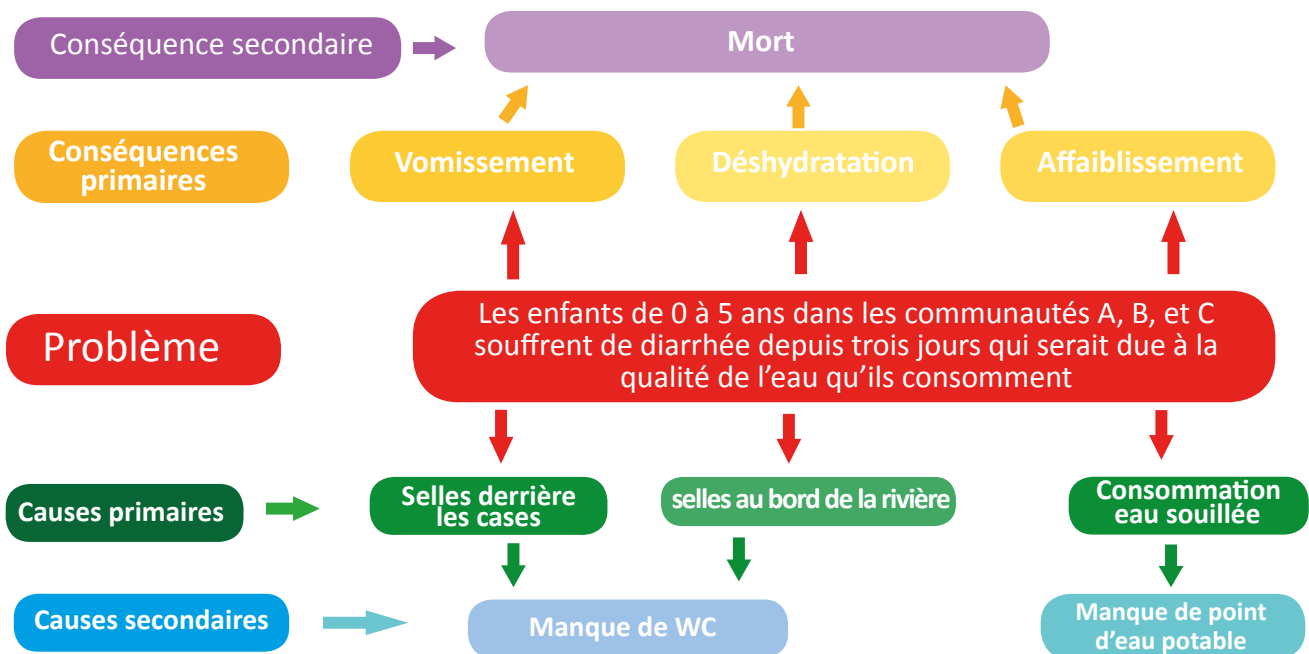 Conséquence secondaire
Mort
Conséquences
primaires
Vomissement
Déshydratation
Affaiblissement
Problème
Les enfants de 0 à 5 ans dans les communautés A, B, et C
souffrent de diarrhée depuis trois jours qui serait due à la
qualité de l’eau qu’ils consomment
Causes primaires
Selles derrière
les cases
selles au bord de la rivière
Consommation
eau souillée
Causes secondaires
Manque de WC
Manque de point
d’eau potable